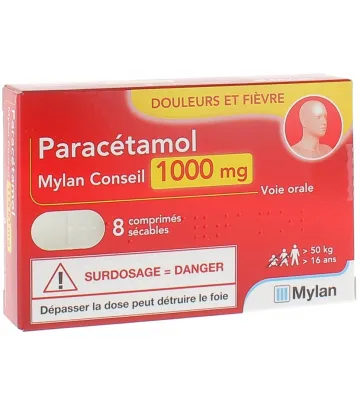 DOULEURS ET FIÈVRE
Paracétamol
Mylan Conseil 1000 mg
Voie orale
8 comprimés
sécables
> 50 kg
> 16 ans
SURDOSAGE = DANGER
Dépasser la dose peut détruire le foie
Mylan
Paracétamol